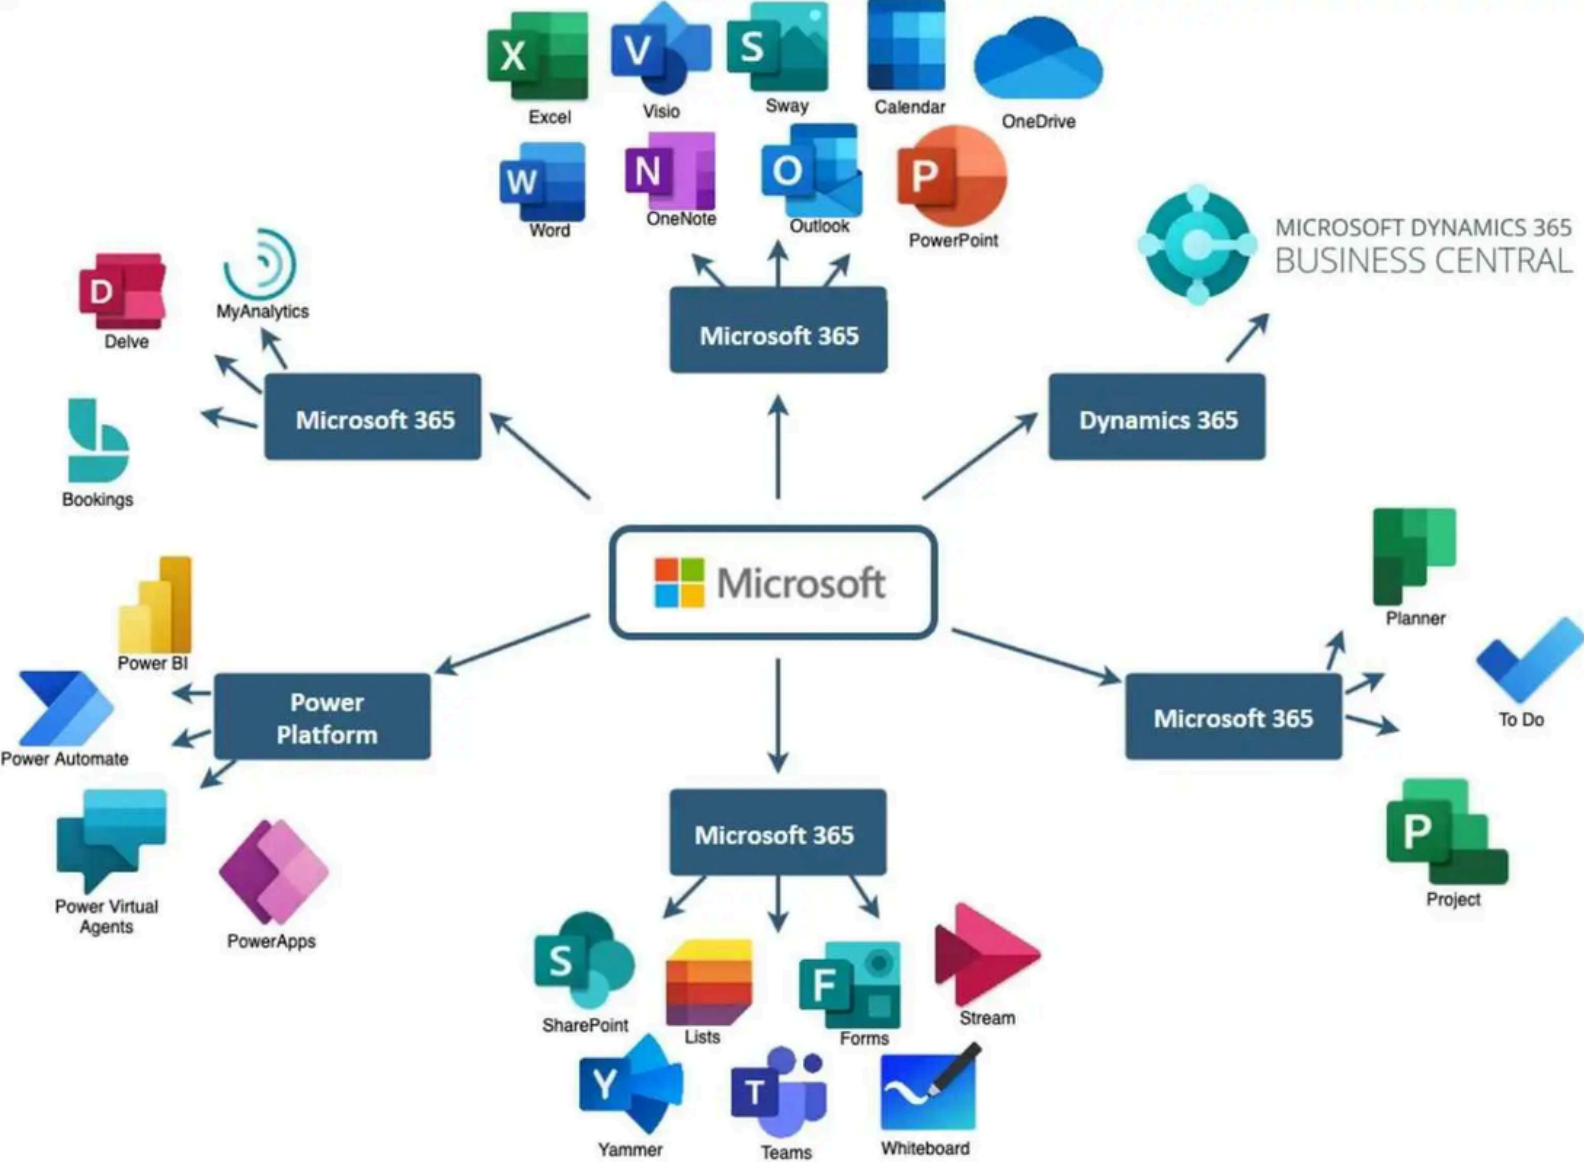 X
V
S
Excel
Visio
Sway
Calendar
OneDrive
W
N
O
P
Word
OneNote
Outlook
PowerPoint
MICROSOFT DYNAMICS 365
BUSINESS CENTRAL
D
Delve
MyAnalytics
Bookings
Microsoft 365
Microsoft 365
Dynamics 365
Microsoft
Power BI
Power Automate
Power Virtual
Agents
PowerApps
Power
Platform
Microsoft 365
Planner
To Do
P
Project
Microsoft 365
S
SharePoint
Lists
F
Forms
Stream
Y
Yammer
T
Teams
Whiteboard